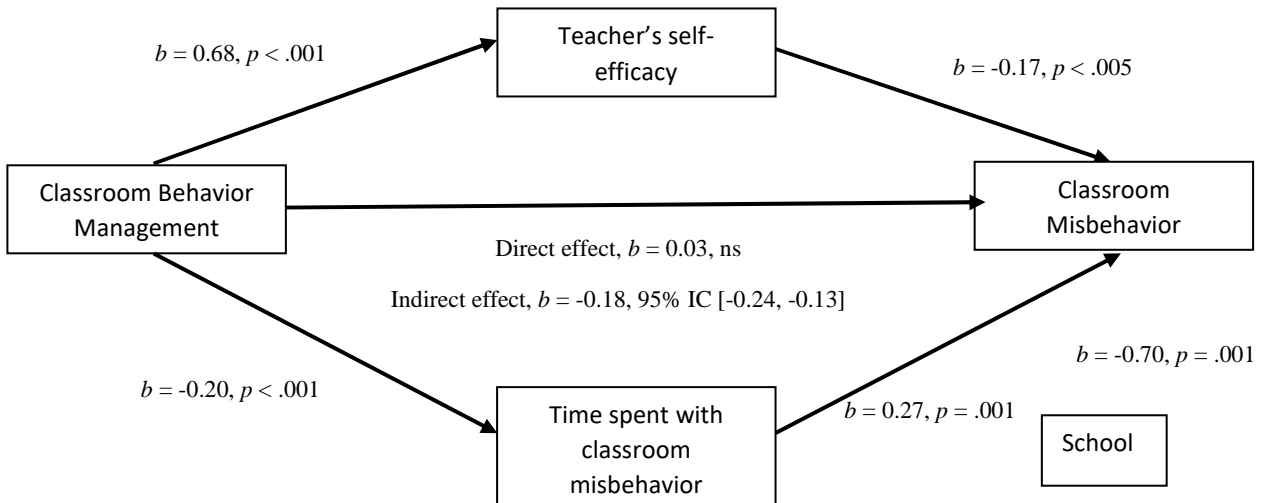 Teacher's self-
efficacy
b = 0.68, p < .001
b = -0.17, p < .005
Classroom Behavior
Management
Classroom
Misbehavior
Direct effect, b = 0.03, ns
Indirect effect, b = -0.18, 95% IC [-0.24, -0.13]
b = -0.70, p = .001
b = -0.20, p < .001
b = 0.27, p = .001
Time spent with
classroom
misbehavior
School